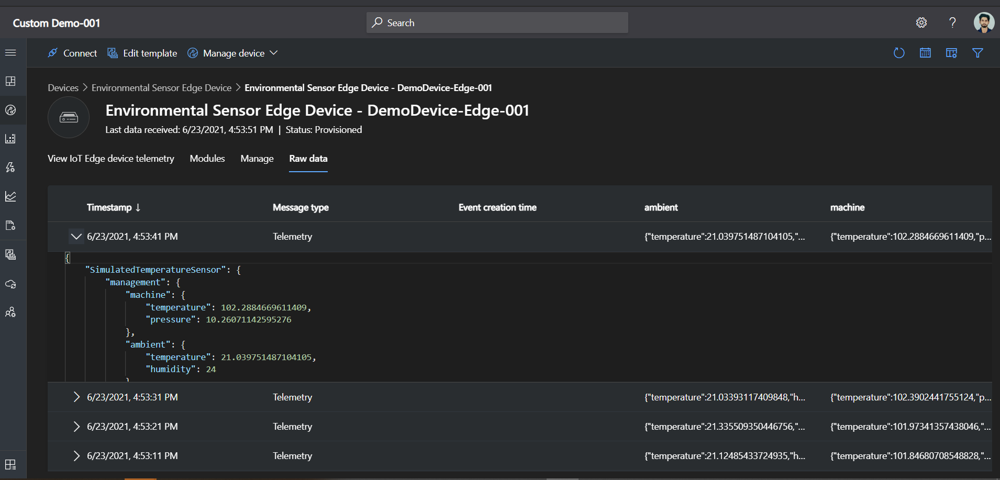 Custom Demo-001
Search
?
Connect
Edit template
Manage device
Devices > Environmental Sensor Edge Device > Environmental Sensor Edge Device - DemoDevice-Edge-001
Environmental Sensor Edge Device - DemoDevice-Edge-001
Last data received: 6/23/2021, 4:53:51 PM | Status: Provisioned
View IoT Edge device telemetry
Modules
Manage
Raw data
Timestamp ↓ Message type Event creation time ambient machine
6/23/2021, 4:53:41 PM Telemetry {"temperature":21.039751487104105,"... {"temperature":102.2884669611409,"p...
{
"SimulatedTemperatureSensor": {
"management": {
"machine": {
"temperature": 102.2884669611409,
"pressure": 10.26071142595276
},
"ambient": {
"temperature": 21.039751487104105,
"humidity": 24
}
6/23/2021, 4:53:31 PM Telemetry {"temperature":21.03393117409848,"h... {"temperature":102.3902441755124,"p...
6/23/2021, 4:53:21 PM Telemetry {"temperature":21.335509350446756,"... {"temperature":101.97341357438046,"...
6/23/2021, 4:53:11 PM Telemetry {"temperature":21.12485433724935,"h... {"temperature":101.84680708548828,"...